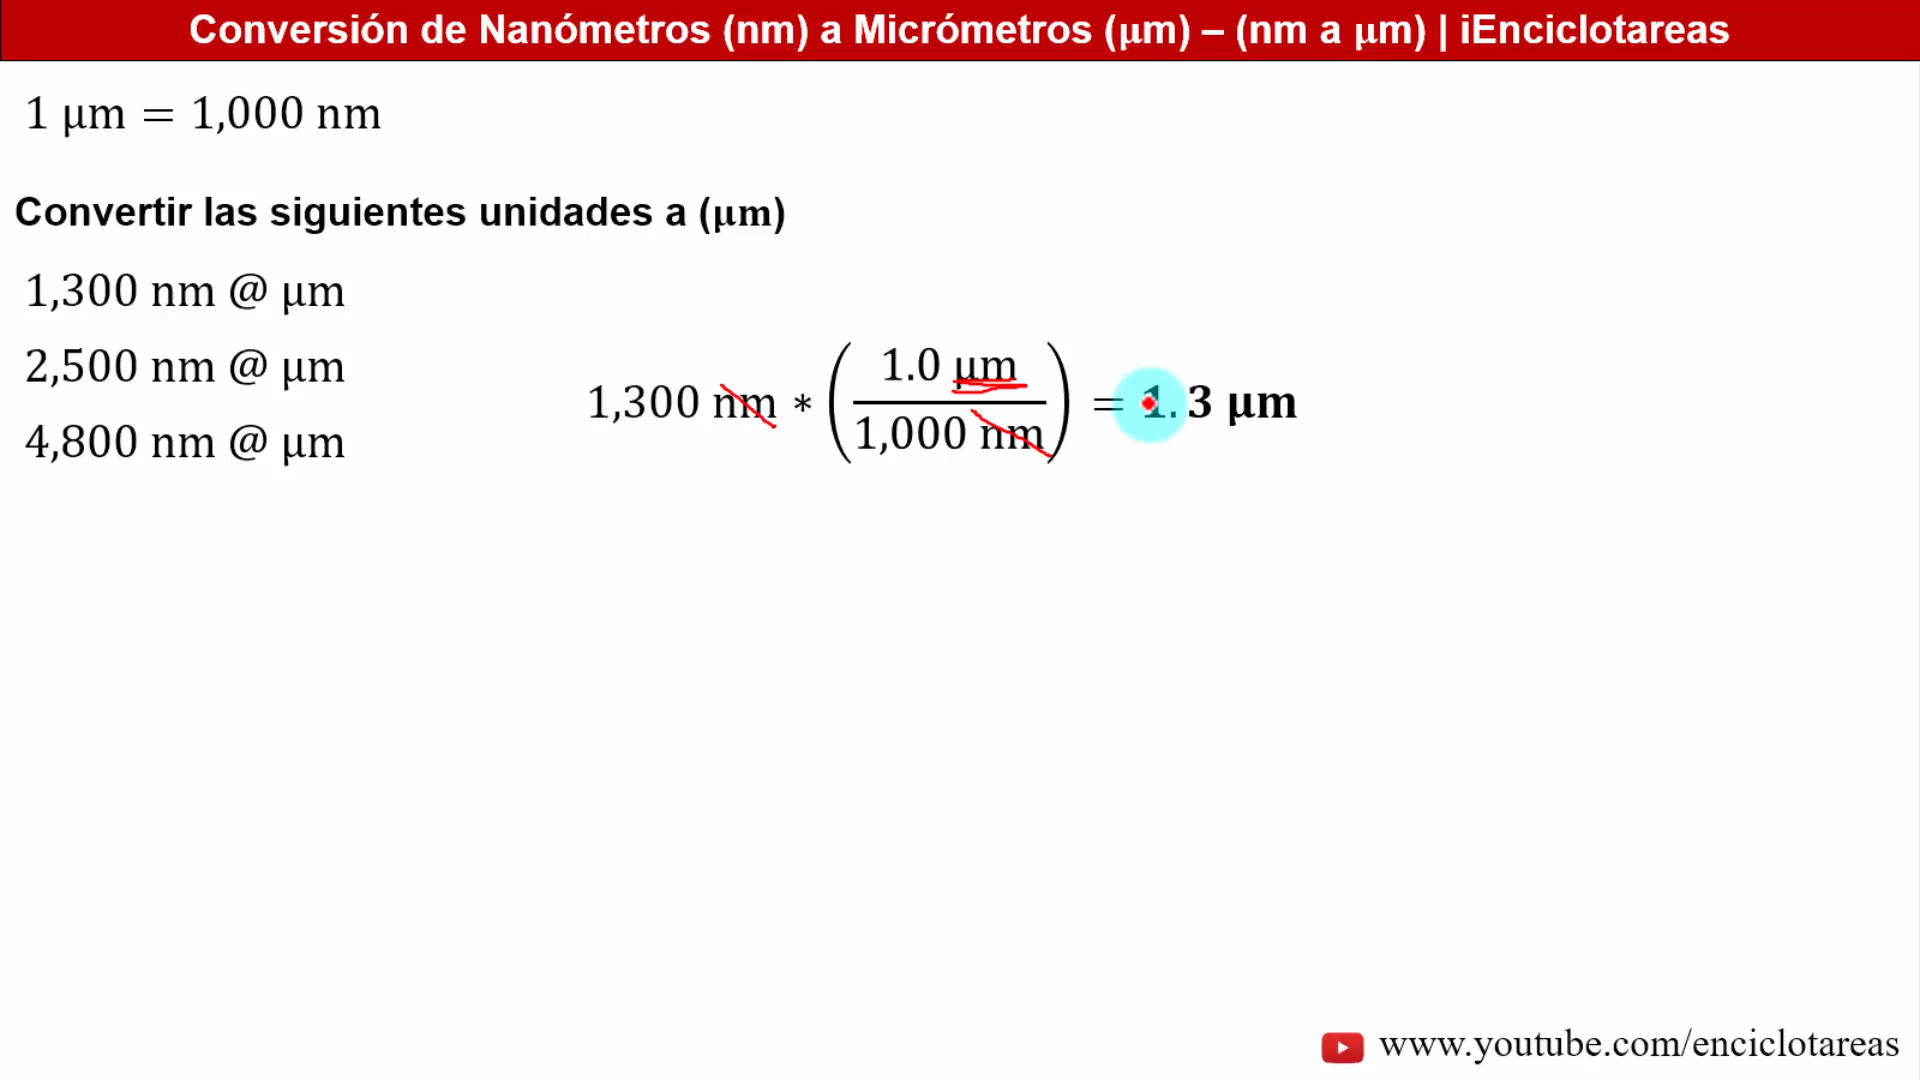 Conversión de Nanómetros (nm) a Micrómetros (μm) – (nm a μm) | iEnciclotareas
1 μm = 1,000 nm
Convertir las siguientes unidades a (μm)
1,300 nm @ μm
2,500 nm @ μm
4,800 nm @ μm
1,300 nm * (1.0 μm / 1,000 nm) = 1.3 μm
www.youtube.com/enciclotareas